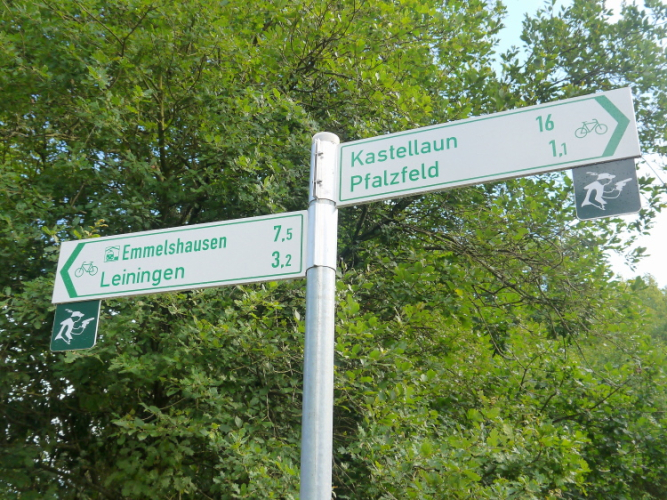 Kastellaun 16
Pfalzfeld 1,1
Emmelshausen 7,5
Leiningen 3,2